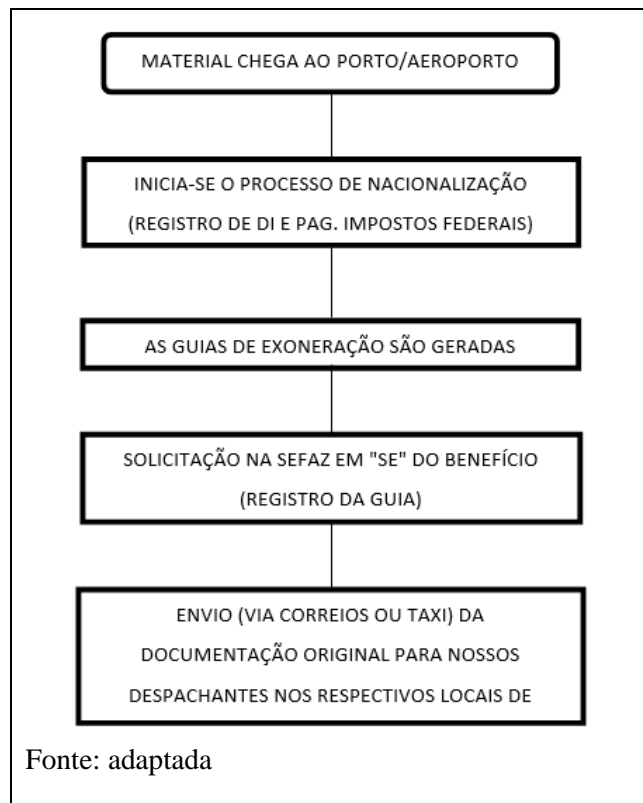 MATERIAL CHEGA AO PORTO/AEROPORTO
INICIA-SE O PROCESSO DE NACIONALIZAÇÃO
(REGISTRO DE DI E PAG. IMPOSTOS FEDERAIS)
AS GUIAS DE EXONERAÇÃO SÃO GERADAS
SOLICITAÇÃO NA SEFAZ EM "SE" DO BENEFÍCIO
(REGISTRO DA GUIA)
ENVIO (VIA CORREIOS OU TAXI) DA
DOCUMENTAÇÃO ORIGINAL PARA NOSSOS
DESPACHANTES NOS RESPECTIVOS LOCAIS DE
Fonte: adaptada